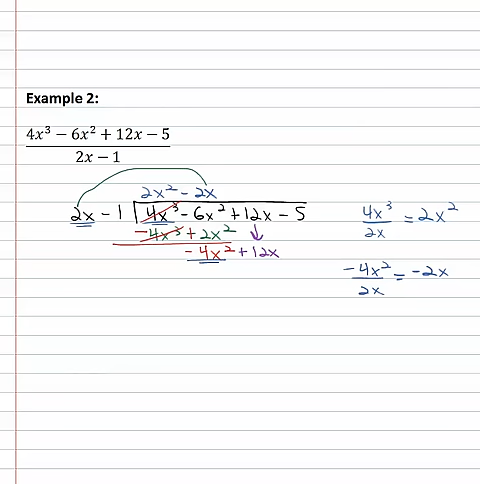 Example 2:
4x³ − 6x² + 12x − 5
2x − 1
2x² − 2x
2x − 1 4x³ − 6x² + 12x − 5
−4x³ + 2x²
−4x² + 12x
4x³/2x = 2x²
−4x²/2x = −2x